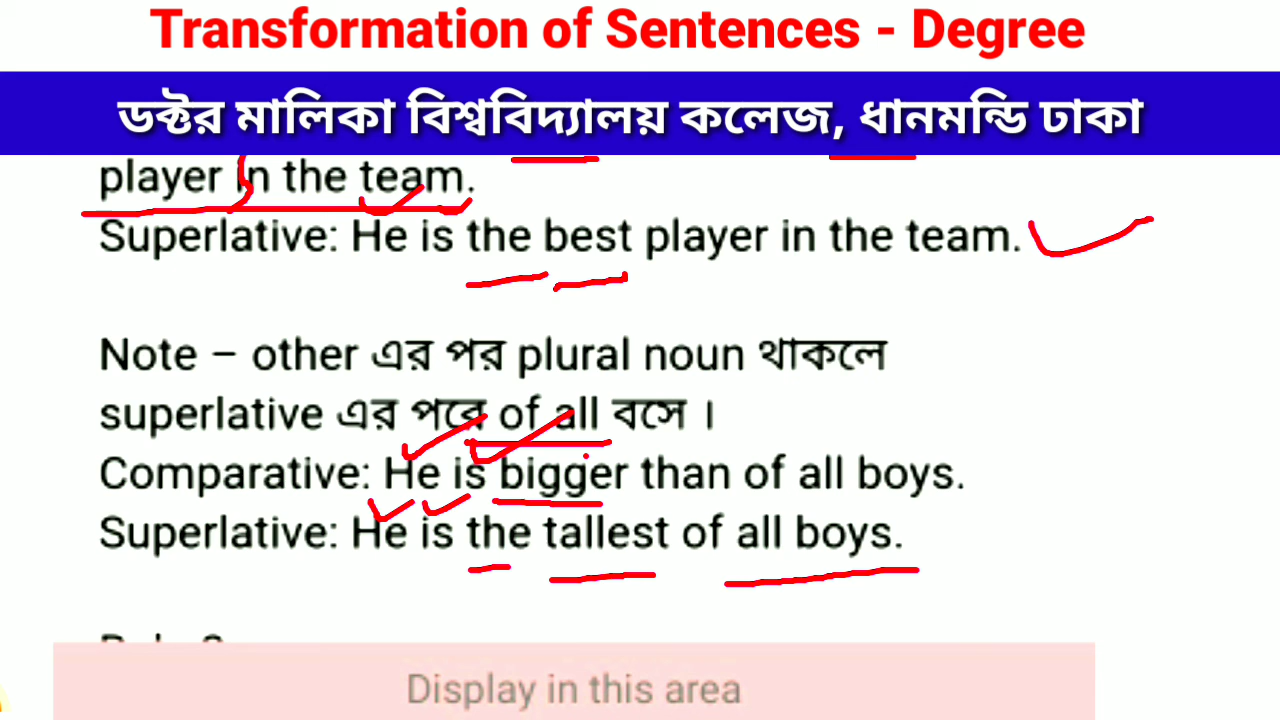 Transformation of Sentences - Degree
ডক্টর মালিকা বিশ্ববিদ্যালয় কলেজ, ধানমন্ডি ঢাকা
player in the team.
Superlative: He is the best player in the team.
Note – other এর পর plural noun থাকলে
superlative এর পরে of all বসে ।
Comparative: He is bigger than of all boys.
Superlative: He is the tallest of all boys.
Display in this area